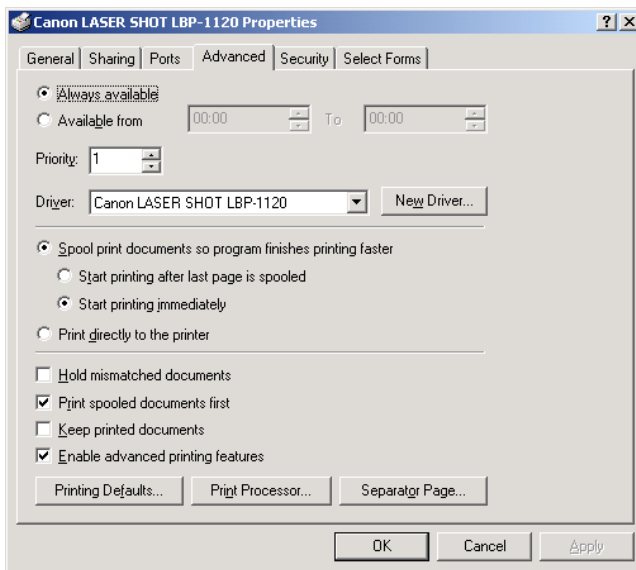 Canon LASER SHOT LBP-1120 Properties
General Sharing Ports Advanced Security Select Forms
Always available
Available from 00:00 To 00:00
Priority: 1
Driver: Canon LASER SHOT LBP-1120 New Driver...
Spool print documents so program finishes printing faster
Start printing after last page is spooled
Start printing immediately
Print directly to the printer
Hold mismatched documents
Print spooled documents first
Keep printed documents
Enable advanced printing features
Printing Defaults... Print Processor... Separator Page...
OK Cancel Apply